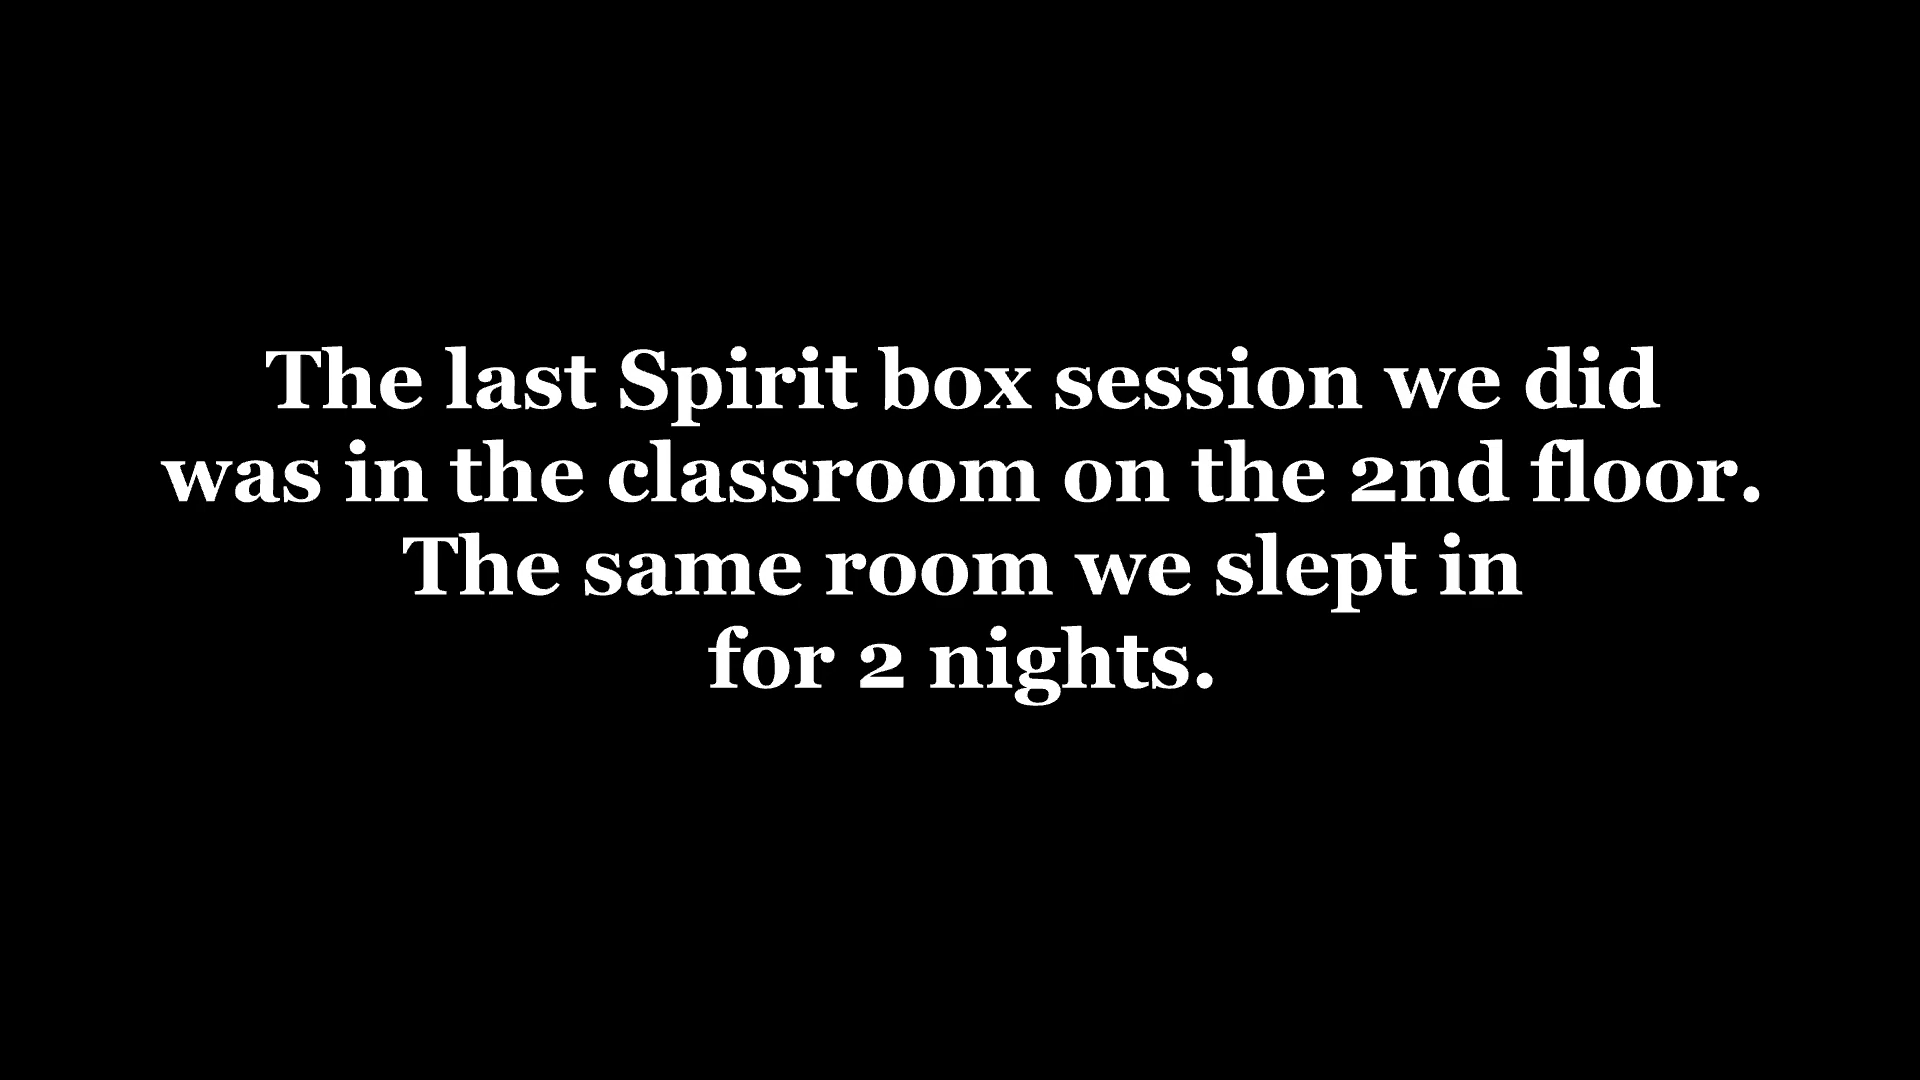 The last Spirit box session we did
was in the classroom on the 2nd floor.
The same room we slept in
for 2 nights.